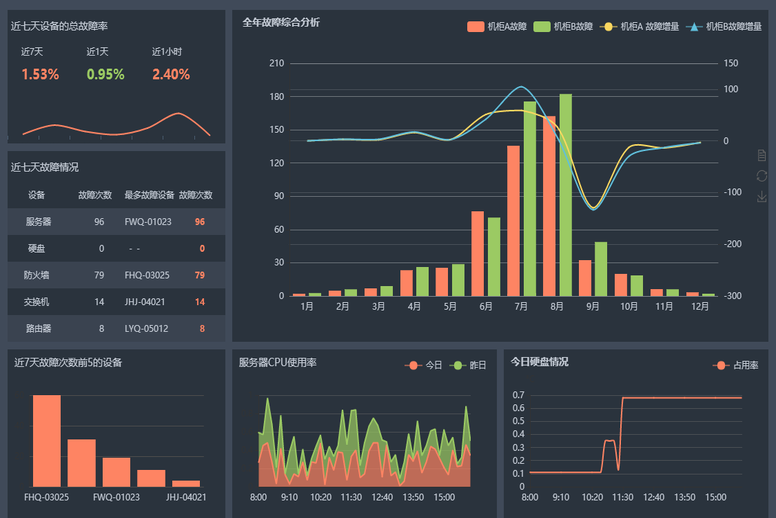 近七天设备的总故障率
近7天 近1天 近1小时
1.53% 0.95% 2.40%
近七天故障情况
设备 故障次数 最多故障设备 故障次数
服务器 96 FWQ-01023 96
硬盘 0 - - 0
防火墙 79 FHQ-03025 79
交换机 14 JHJ-04021 14
路由器 8 LYQ-05012 8
全年故障综合分析
机柜A故障 机柜B故障 机柜A 故障增量 机柜B故障增量
210 150
180 100
150 0
120
90 -100
60 -200
30
0 -300
1月 2月 3月 4月 5月 6月 7月 8月 9月 10月 11月 12月
近7天故障次数前5的设备
FHQ-03025 FWQ-01023 JHJ-04021
服务器CPU使用率
今日 昨日
8:00 9:10 10:20 11:30 12:40 13:50 15:00
今日硬盘情况
占用率
0.7
0.6
0.5
0.4
0.3
0.2
0.1
0
8:00 9:10 10:20 11:30 12:40 13:50 15:00